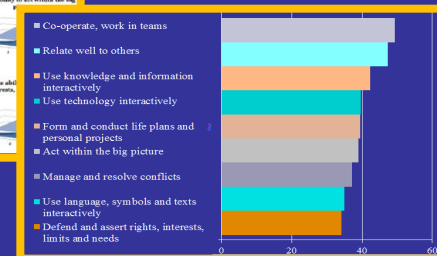 Co-operate, work in teams
Relate well to others
Use knowledge and information
interactively
Use technology interactively
Form and conduct life plans and
personal projects
Act within the big picture
Manage and resolve conflicts
Use language, symbols and texts
interactively
Defend and assert rights, interests,
limits and needs
0 20 40 60